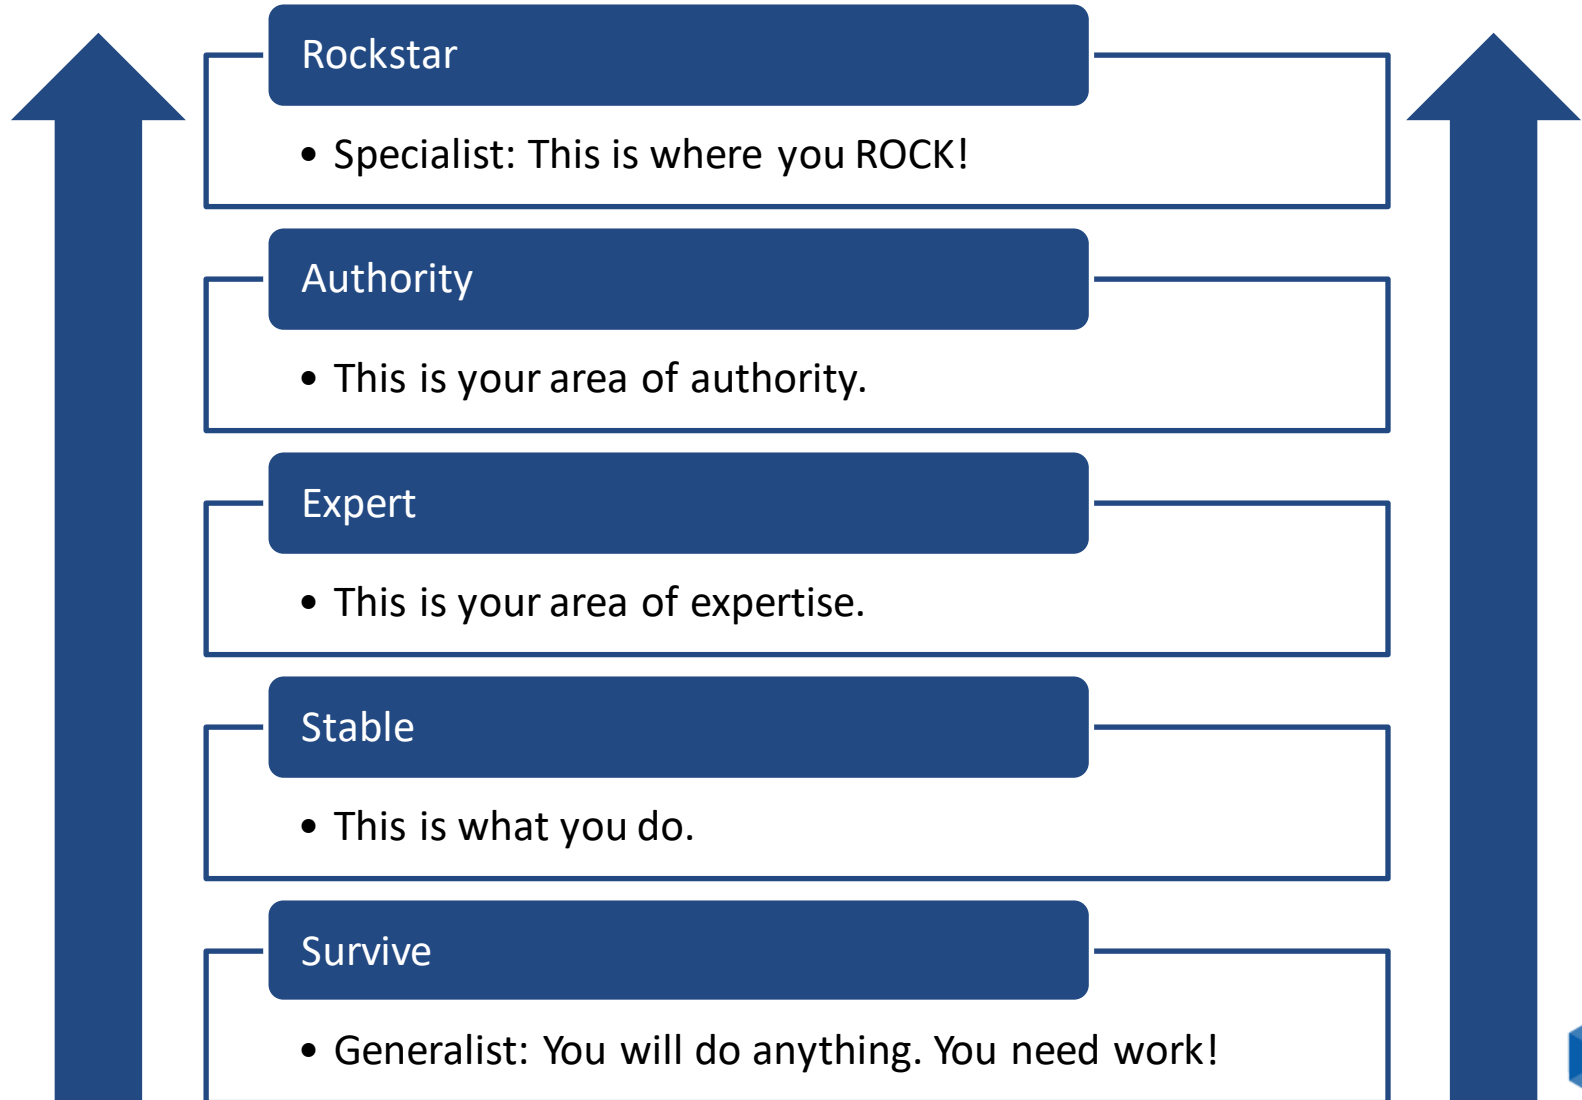 Rockstar
• Specialist: This is where you ROCK!
Authority
• This is your area of authority.
Expert
• This is your area of expertise.
Stable
• This is what you do.
Survive
• Generalist: You will do anything. You need work!